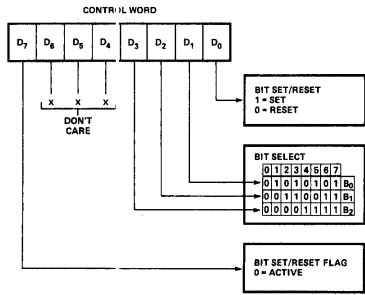 CONTROL WORD
D7 D6 D5 D4 D3 D2 D1 D0
X X X
DON'T
CARE
BIT SET/RESET
1 = SET
0 = RESET
BIT SELECT
0 1 2 3 4 5 6 7
0 1 0 1 0 1 0 1 B0
0 0 1 1 0 0 1 1 B1
0 0 0 0 1 1 1 1 B2
BIT SET/RESET FLAG
0 = ACTIVE